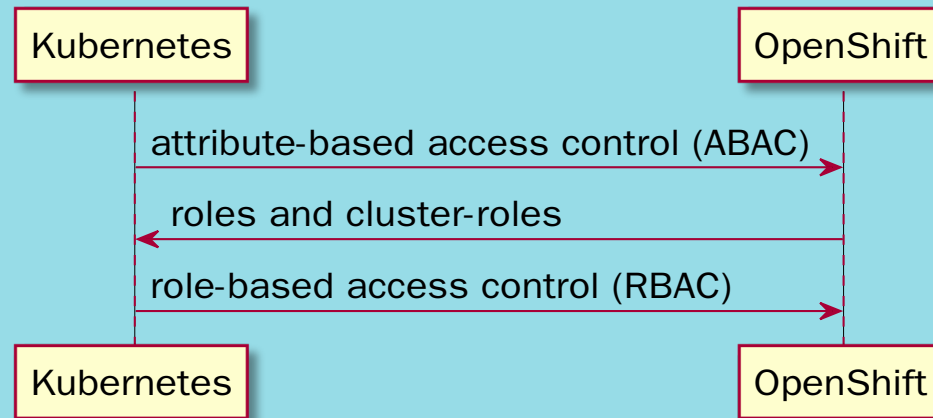 Kubernetes
OpenShift
attribute-based access control (ABAC)
roles and cluster-roles
role-based access control (RBAC)
Kubernetes
OpenShift